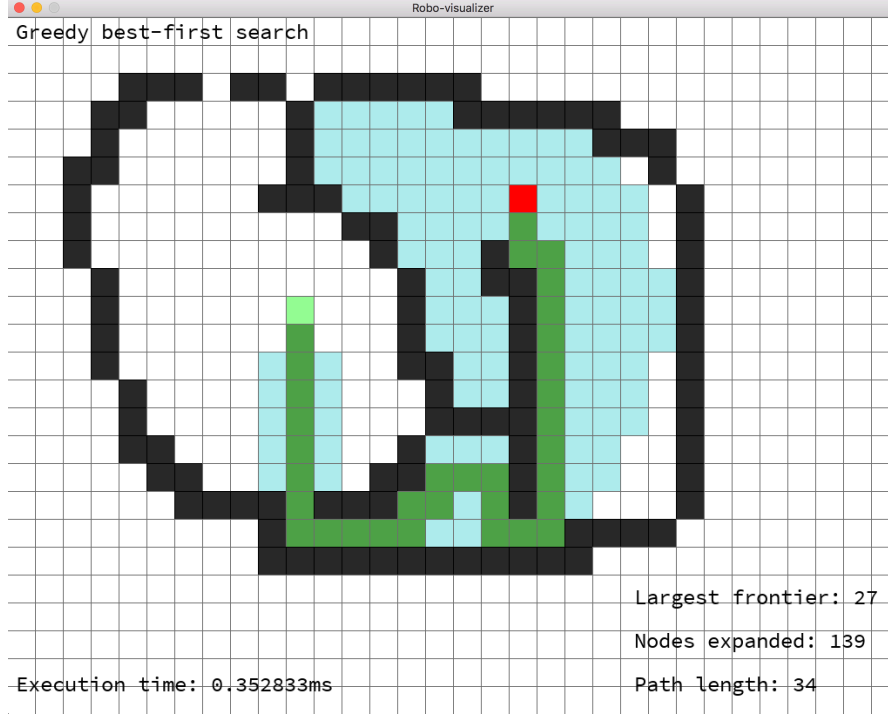 Robo-visualizer
Greedy best-first search
Largest frontier: 27
Nodes expanded: 139
Execution time: 0.352833ms
Path length: 34